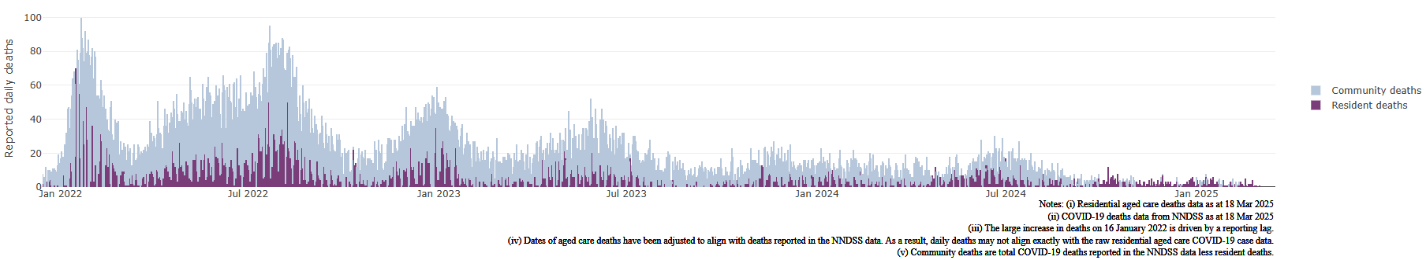 Reported daily deaths
100
80
60
40
20
0
Jan 2022 Jul 2022 Jan 2023 Jul 2023 Jan 2024 Jul 2024 Jan 2025
Community deaths
Resident deaths
Notes: (i) Residential aged care deaths data as at 18 Mar 2025
(ii) COVID-19 deaths data from NNDSS as at 18 Mar 2025
(iii) The large increase in deaths on 16 January 2022 is driven by a reporting lag.
(iv) Dates of aged care deaths have been adjusted to align with deaths reported in the NNDSS data. As a result, daily deaths may not align exactly with the raw residential aged care COVID-19 case data.
(v) Community deaths are total COVID-19 deaths reported in the NNDSS data less resident deaths.